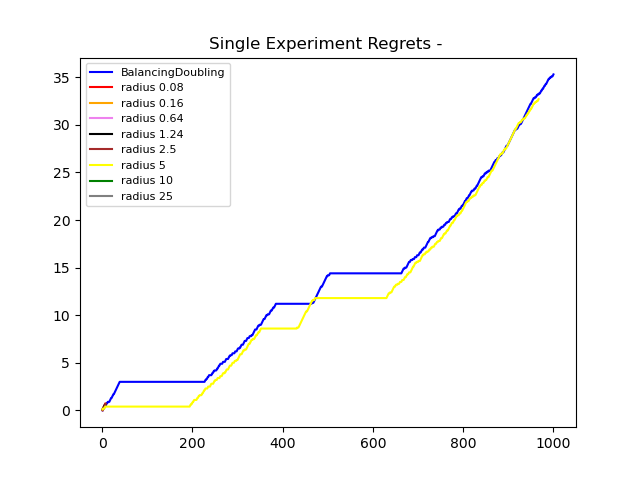 Single Experiment Regrets -
35
30
25
20
15
10
5
0
BalancingDoubling
radius 0.08
radius 0.16
radius 0.64
radius 1.24
radius 2.5
radius 5
radius 10
radius 25
0 200 400 600 800 1000